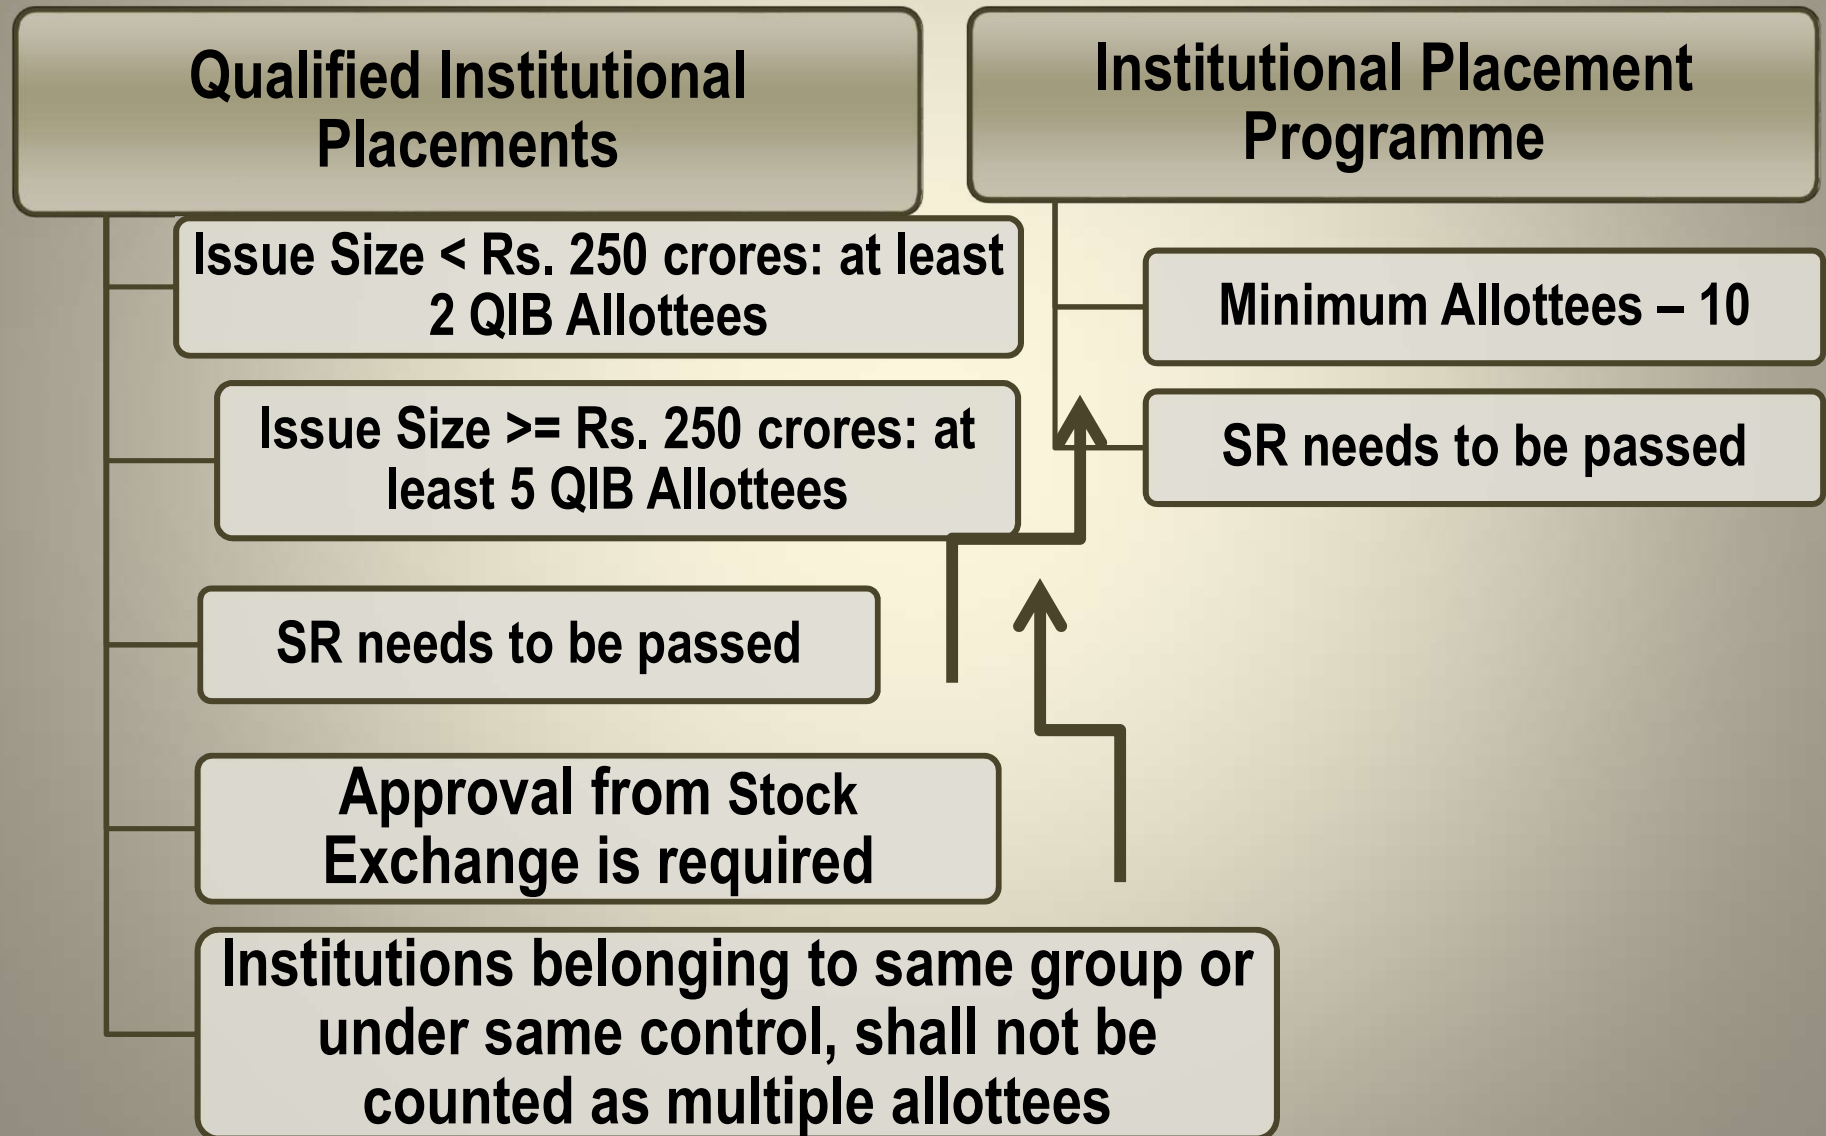 Qualified Institutional
Placements
Issue Size < Rs. 250 crores: at least
2 QIB Allottees
Issue Size >= Rs. 250 crores: at
least 5 QIB Allottees
SR needs to be passed
Approval from Stock
Exchange is required
Institutions belonging to same group or
under same control, shall not be
counted as multiple allottees
Institutional Placement
Programme
Minimum Allottees – 10
SR needs to be passed